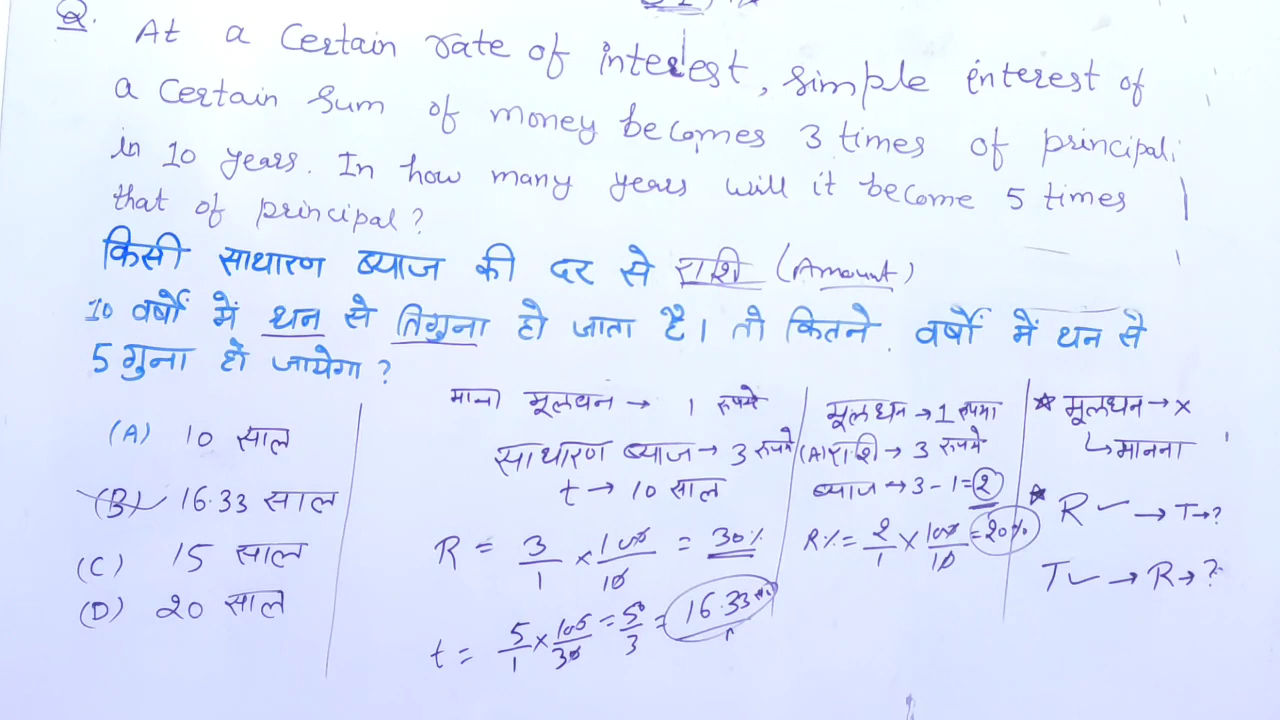 Q. At a Certain rate of interest, simple interest of
a Certain sum of money becomes 3 times of principal
in 10 years. In how many years will it become 5 times
that of principal?
किसी साधारण ब्याज की दर से राशि (Amount)
10 वर्षों में धन से तिगुना हो जाता है। तो कितने वर्षों में धन से
5 गुना हो जायेगा?
(A) 10 साल
(B) 16.33 साल
(C) 15 साल
(D) 20 साल
माना मूलधन → 1 रुपये
साधारण ब्याज → 3 रुपये
t → 10 साल
R = 3/1 × 100/10 = 30%
t = 5/1 × 100/30 = 50/3 = 16.33
मूलधन → 1 रुपया
(A) राशि → 3 रुपये
ब्याज → 3 - 1 = 2
R% = 2/1 × 100/10 = 20%
* मूलधन → x
↳ मानना
* R ✓ → T → ?
T ✓ → R → ?